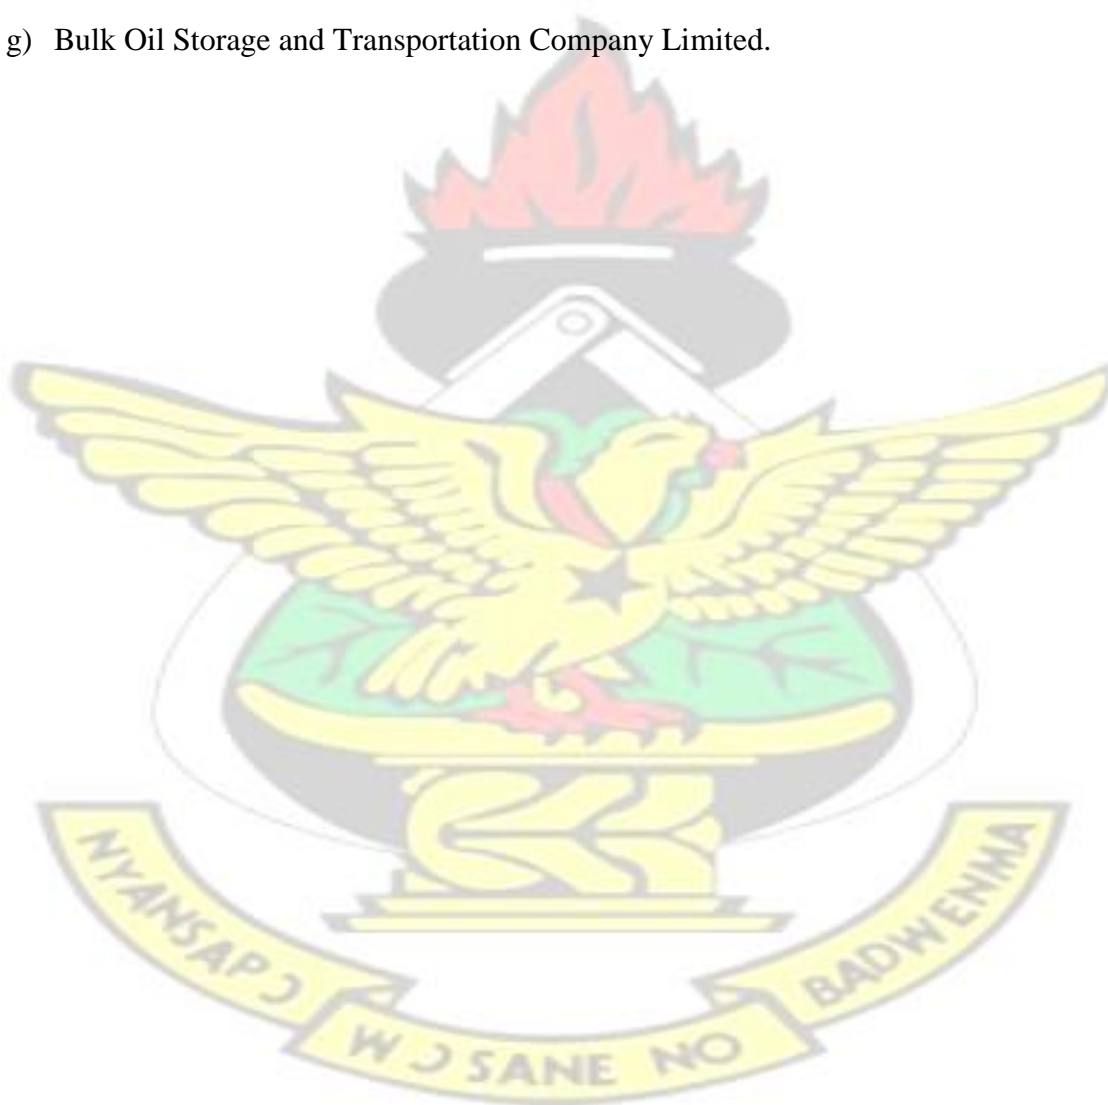 g) Bulk Oil Storage and Transportation Company Limited.
NYANSAPƆ
WƆSANE NO
BADWENMA